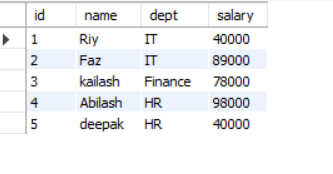 id name dept salary
1 Riy IT 40000
2 Faz IT 89000
3 kailash Finance 78000
4 Abilash HR 98000
5 deepak HR 40000